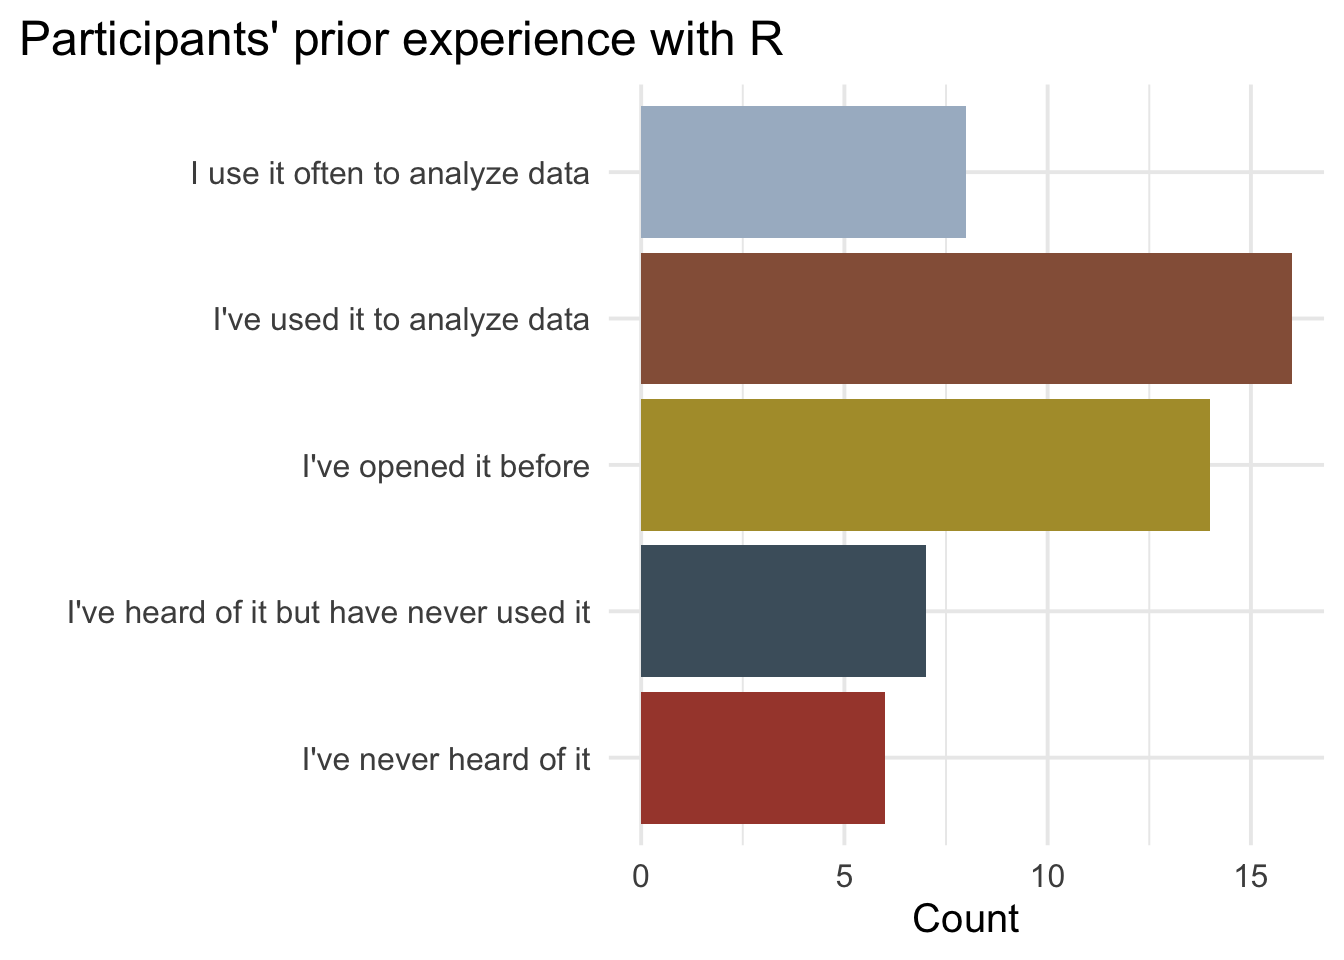 Participants' prior experience with R
I use it often to analyze data
I've used it to analyze data
I've opened it before
I've heard of it but have never used it
I've never heard of it
0 5 10 15
Count